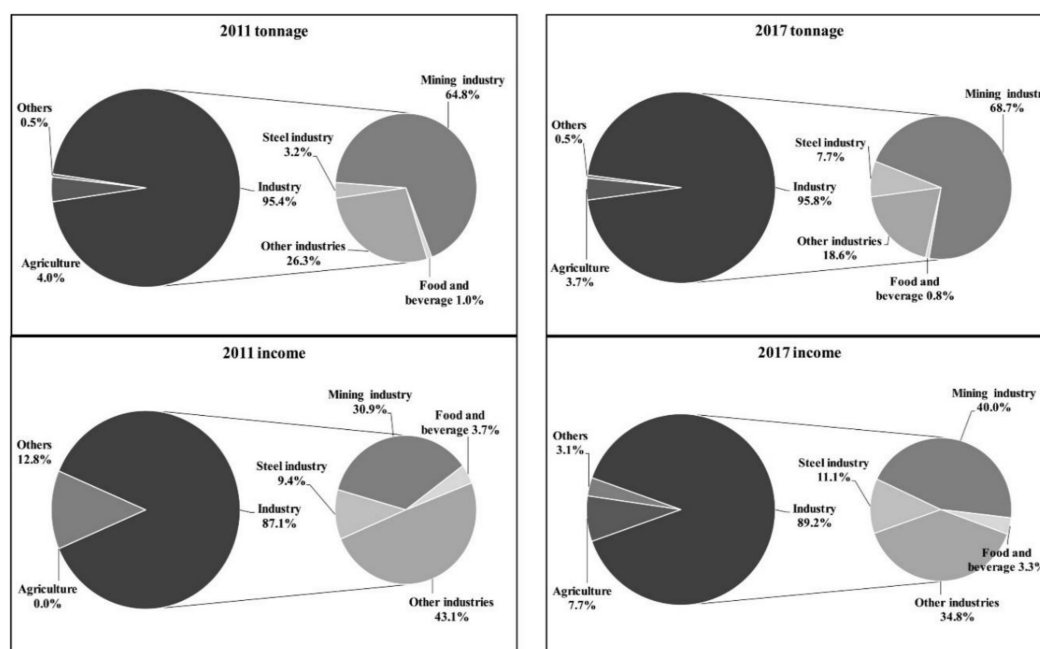 2011 tonnage
Mining industry
64.8%
Others
0.5%
Steel industry
3.2%
Industry
95.4%
Other industries
26.3%
Agriculture
4.0%
Food and
beverage 1.0%
2017 tonnage
Mining industry
68.7%
Others
0.5%
Steel industry
7.7%
Industry
95.8%
Other industries
18.6%
Agriculture
3.7%
Food and
beverage 0.8%
2011 income
Mining industry
30.9%
Food and
beverage 3.7%
Others
12.8%
Steel industry
9.4%
Industry
87.1%
Agriculture
0.0%
Other industries
43.1%
2017 income
Mining industry
40.0%
Others
3.1%
Steel industry
11.1%
Industry
89.2%
Food and
beverage 3.3%
Agriculture
7.7%
Other industries
34.8%